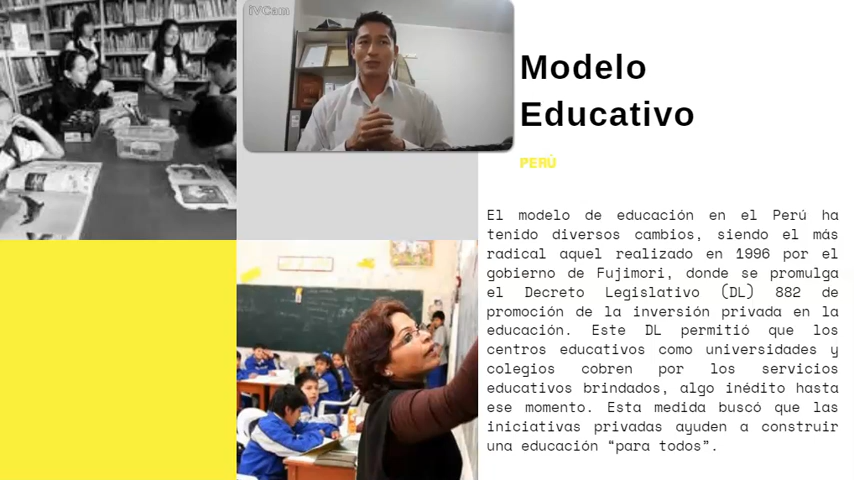 iVCam
Modelo
Educativo
PERÚ
El modelo de educación en el Perú ha
tenido diversos cambios, siendo el más
radical aquel realizado en 1996 por el
gobierno de Fujimori, donde se promulga
el Decreto Legislativo (DL) 882 de
promoción de la inversión privada en la
educación. Este DL permitió que los
centros educativos como universidades y
colegios cobren por los servicios
educativos brindados, algo inédito hasta
ese momento. Esta medida buscó que las
iniciativas privadas ayuden a construir
una educación “para todos”.